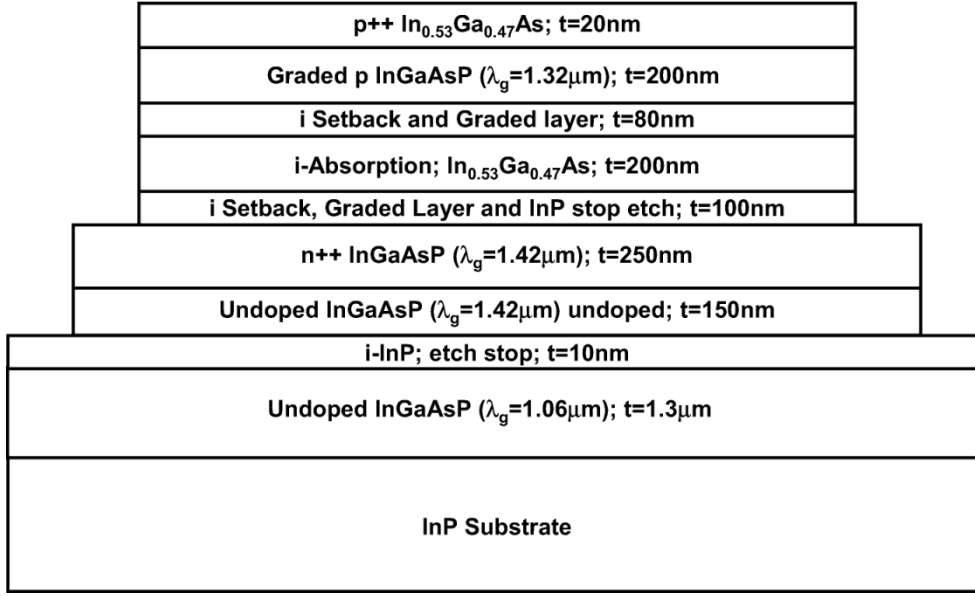 p++ In₀.₅₃Ga₀.₄₇As; t=20nm
Graded p InGaAsP (λg=1.32μm); t=200nm
i Setback and Graded layer; t=80nm
i-Absorption; In₀.₅₃Ga₀.₄₇As; t=200nm
i Setback, Graded Layer and InP stop etch; t=100nm
n++ InGaAsP (λg=1.42μm); t=250nm
Undoped InGaAsP (λg=1.42μm) undoped; t=150nm
i-InP; etch stop; t=10nm
Undoped InGaAsP (λg=1.06μm); t=1.3μm
InP Substrate